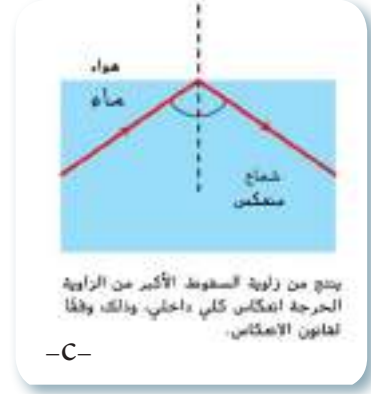 هواء
ماء
شعاع
منعكس
ينتج من زاوية السقوط الأكبر من الزاوية
الحرجة انعكاس كلي داخلي، وذلك وفقًا
لقانون الانعكاس.
–C–